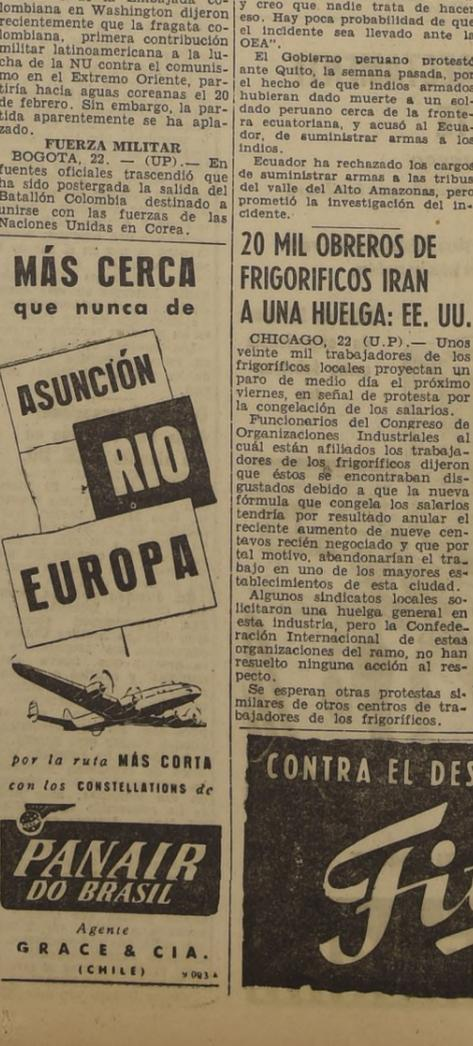 lombiana en Washington dijeron
recientemente que la fragata co-
lombiana, primera contribución
militar latinoamericana a la lu-
cha de la NU contra el comunis-
mo en el Extremo Oriente, par-
tiría hacia aguas coreanas el 20
de febrero. Sin embargo, la par-
tida aparentemente se ha apla-
zado.
FUERZA MILITAR
BOGOTA, 22. — (UP).— En
fuentes oficiales trascendió que
ha sido postergada la salida del
Batallón Colombia destinado a
unirse con las fuerzas de las
Naciones Unidas en Corea.
MÁS CERCA
que nunca de
ASUNCIÓN
RIO
EUROPA
por la ruta MÁS CORTA
con los CONSTELLATIONS de
PANAIR
DO BRASIL
Agente
GRACE & CIA.
(CHILE)
y creo que nadie trata de hacer
eso. Hay poca probabilidad de que
el incidente sea llevado ante la
OEA".
El Gobierno peruano protestó
ante Quito, la semana pasada, por
el hecho de que indios armados
hubieran dado muerte a un sol-
dado peruano cerca de la fronte-
ra ecuatoriana, y acusó al Ecua-
dor, de suministrar armas a los
indios.
Ecuador ha rechazado los cargos
de suministrar armas a las tribus
del valle del Alto Amazonas, pero
prometió la investigación del in-
cidente.
20 MIL OBREROS DE
FRIGORIFICOS IRAN
A UNA HUELGA: EE. UU.
CHICAGO, 22 (U.P).— Unos
veinte mil trabajadores de los
frigoríficos locales proyectan un
paro de medio día el próximo
viernes, en señal de protesta por
la congelación de los salarios.
Funcionarios del Congreso de
Organizaciones Industriales al
cuál están afiliados los trabaja-
dores de los frigoríficos dijeron
que éstos se encontraban dis-
gustados debido a que la nueva
fórmula que congela los salarios
tendría por resultado anular el
reciente aumento de nueve cen-
tavos recién negociado y que por
tal motivo, abandonarían el tra-
bajo en uno de los mayores es-
tablecimientos de esta ciudad.
Algunos sindicatos locales so-
licitaron una huelga general en
esta industria, pero la Confede-
ración Internacional de estas
organizaciones del ramo, no han
resuelto ninguna acción al res-
pecto.
Se esperan otras protestas si-
milares de otros centros de tra-
bajadores de los frigoríficos.
CONTRA EL DES